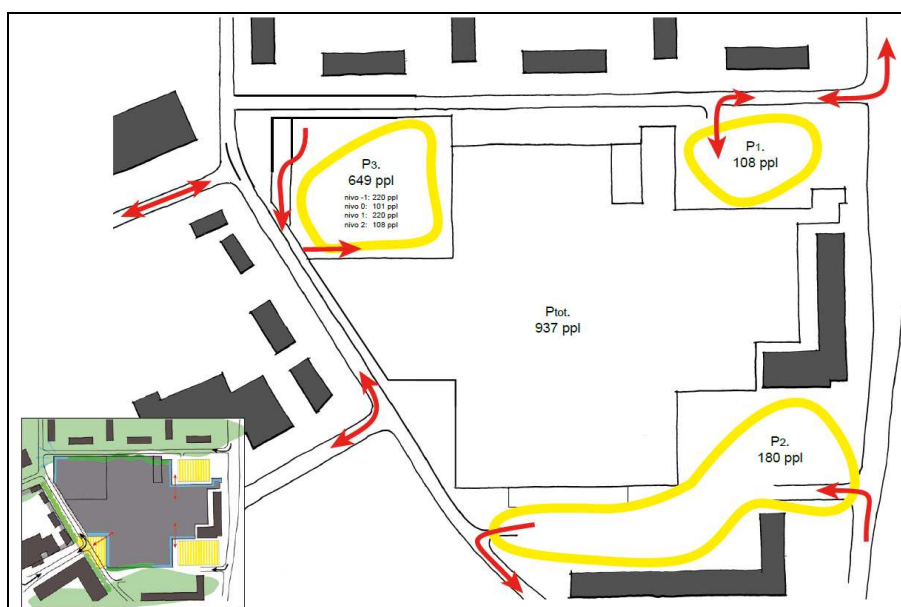 P1.
108 ppl
P3.
649 ppl
nivo -1: 220 ppl
nivo 0: 101 ppl
nivo 1: 220 ppl
nivo 2: 108 ppl
Ptot.
937 ppl
P2.
180 ppl